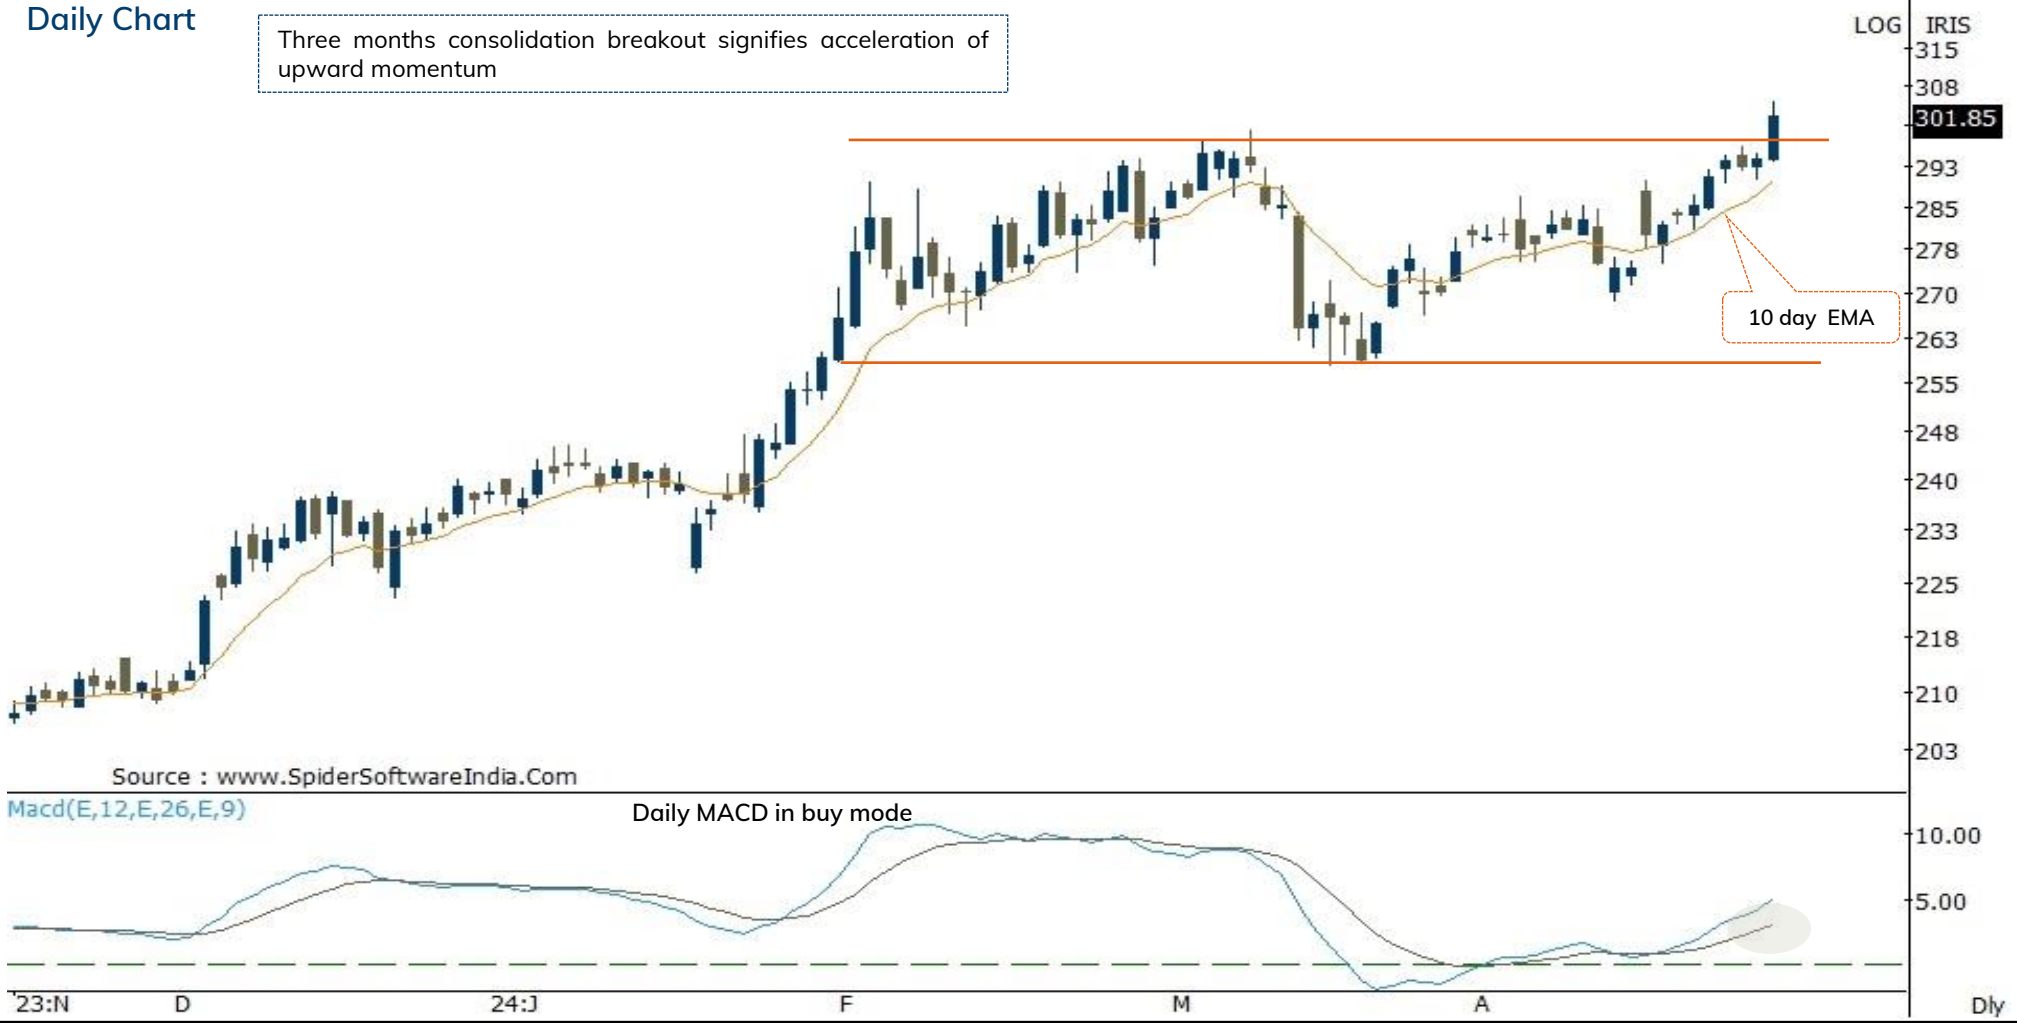 Daily Chart
Three months consolidation breakout signifies acceleration of
upward momentum
LOG IRIS
315
308
301.85
293
285
278
270
10 day EMA
263
255
248
240
233
225
218
210
203
Source : www.SpiderSoftwareIndia.Com
Macd(E,12,E,26,E,9)
Daily MACD in buy mode
10.00
5.00
'23:N D 24:J F M A Dly